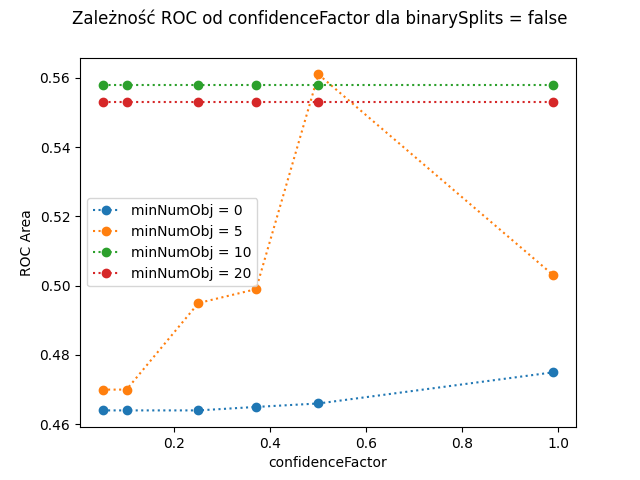 Zależność ROC od confidenceFactor dla binarySplits = false
0.56
0.54
0.52
0.50
0.48
0.46
ROC Area
minNumObj = 0
minNumObj = 5
minNumObj = 10
minNumObj = 20
0.2
0.4
0.6
0.8
1.0
confidenceFactor